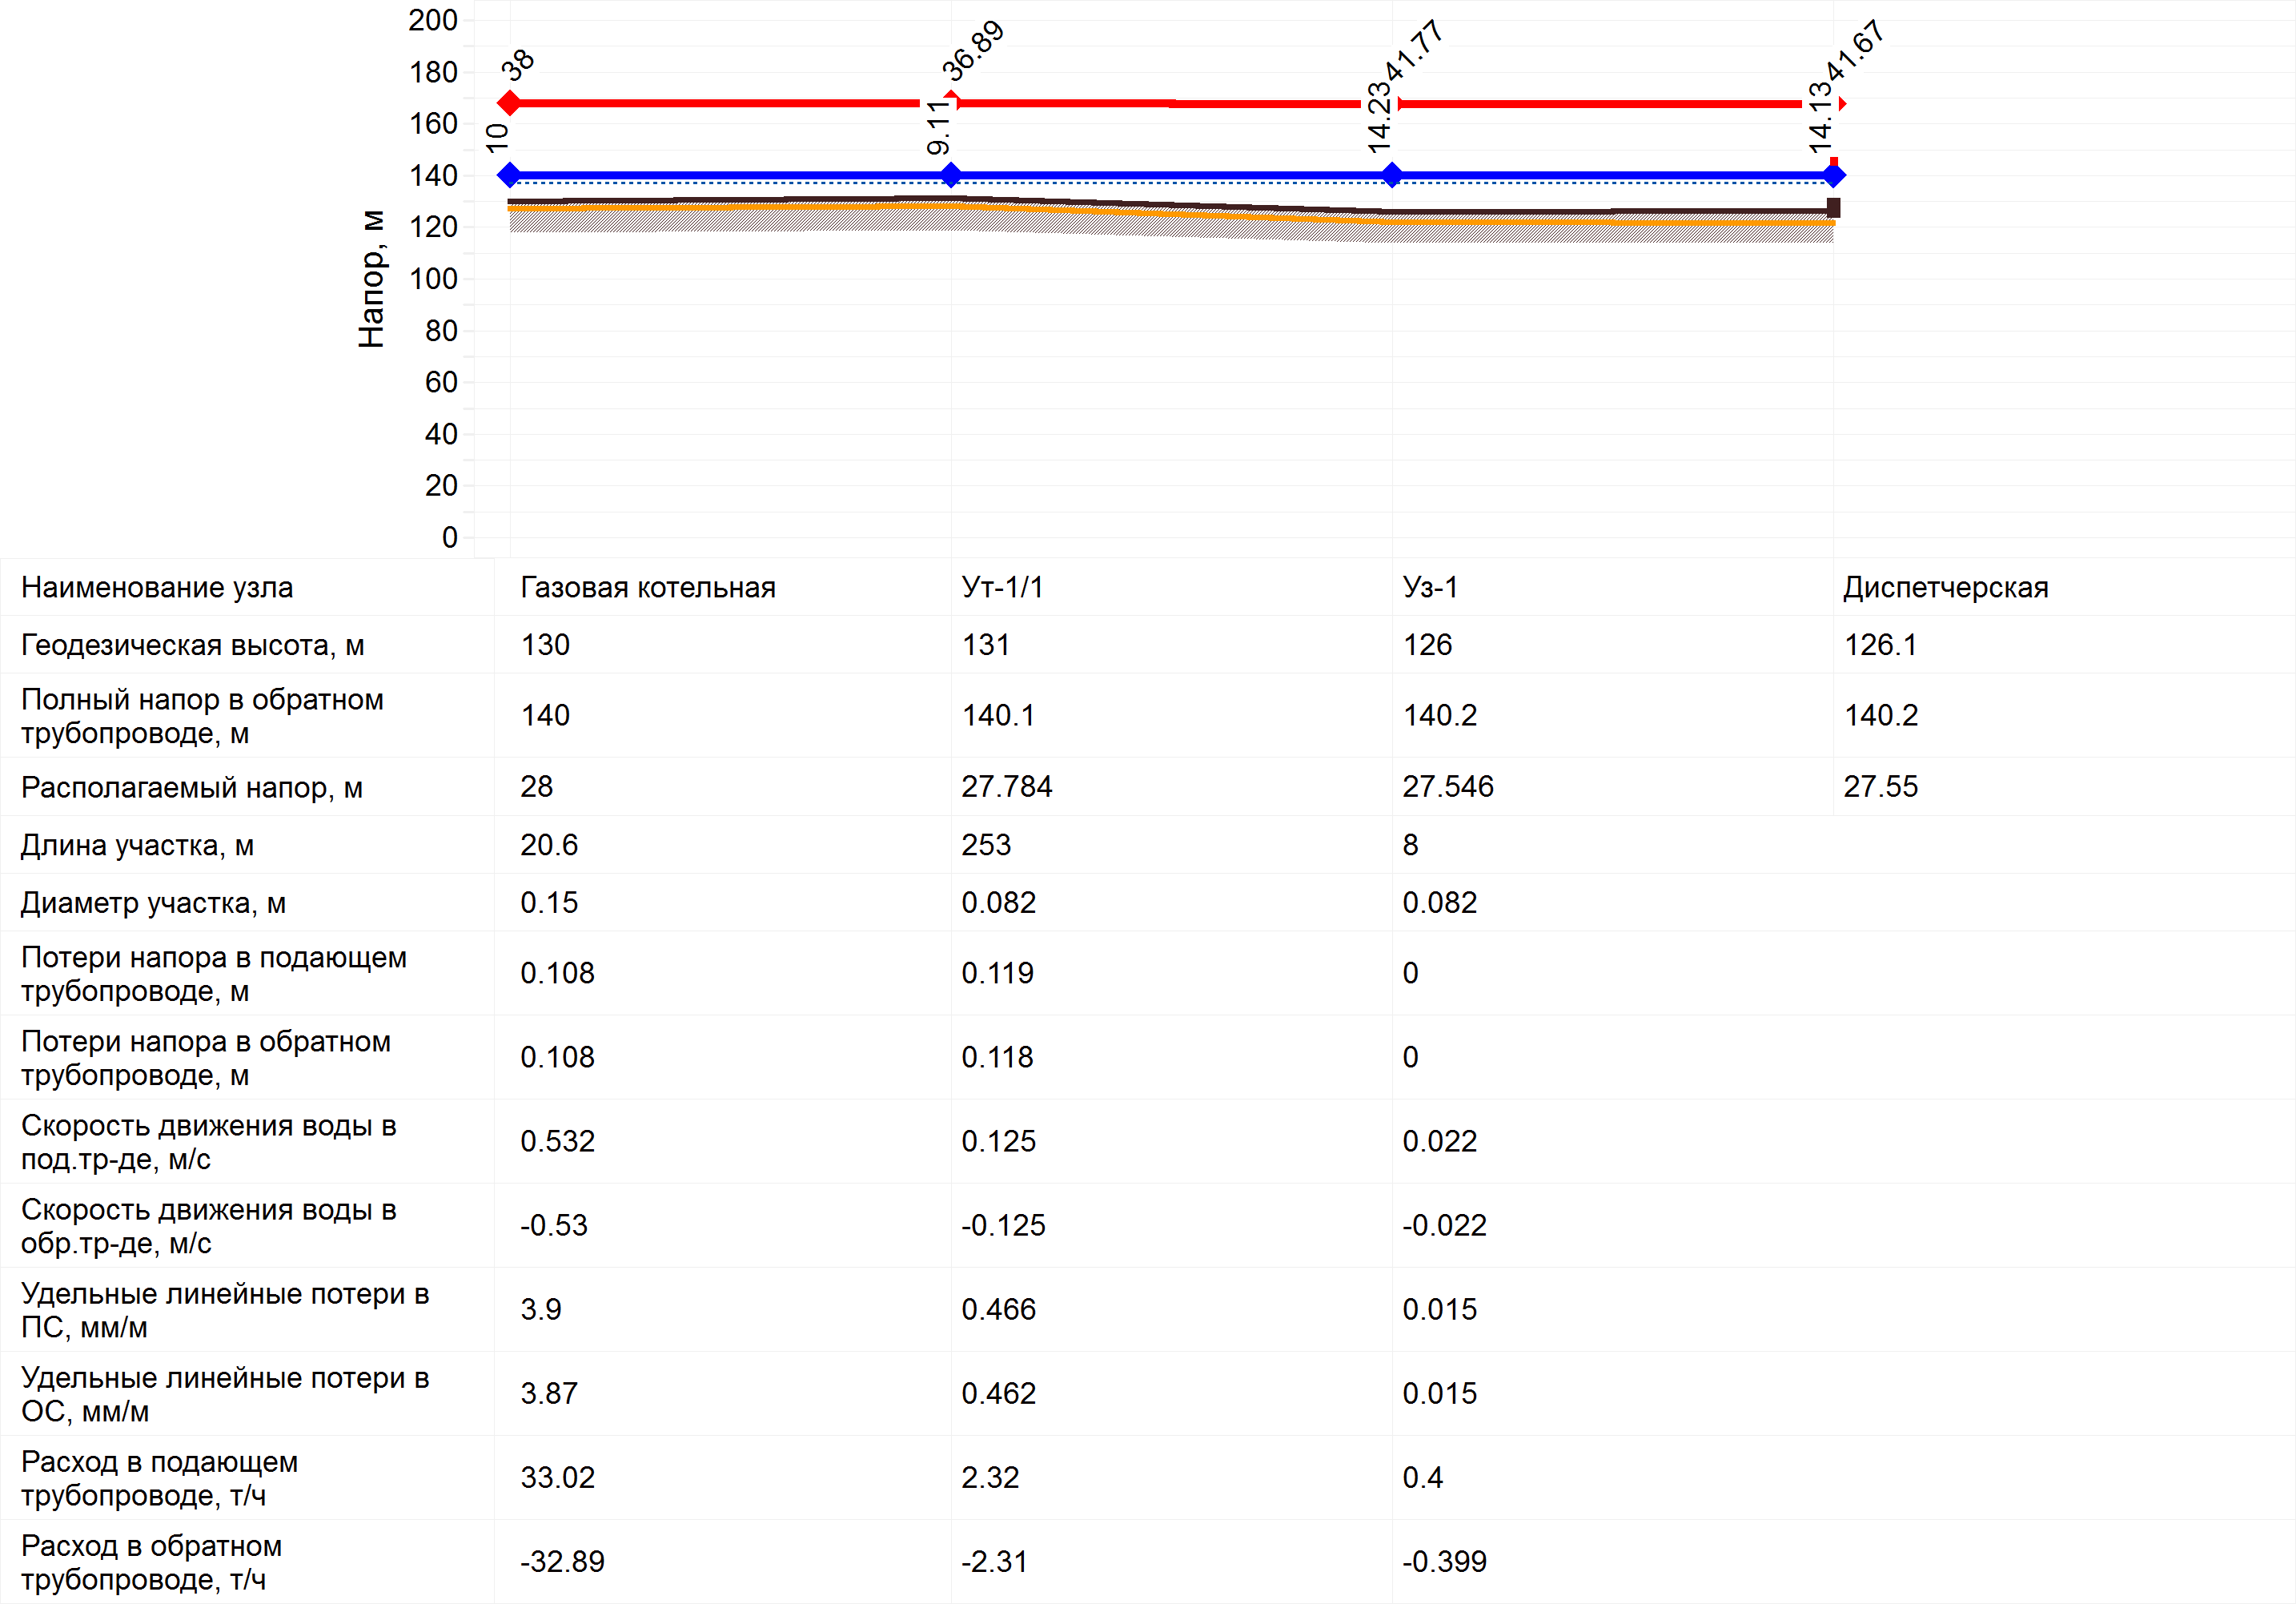 200
180
160
140
120
100
80
60
40
20
0
Напор, м
38
36.89
41.77
41.67
10
9.11
14.23
14.13
Наименование узла Газовая котельная Ут-1/1 Уз-1 Диспетчерская
Геодезическая высота, м 130 131 126 126.1
Полный напор в обратном
трубопроводе, м 140 140.1 140.2 140.2
Располагаемый напор, м 28 27.784 27.546 27.55
Длина участка, м 20.6 253 8
Диаметр участка, м 0.15 0.082 0.082
Потери напора в подающем
трубопроводе, м 0.108 0.119 0
Потери напора в обратном
трубопроводе, м 0.108 0.118 0
Скорость движения воды в
под.тр-де, м/с 0.532 0.125 0.022
Скорость движения воды в
обр.тр-де, м/с -0.53 -0.125 -0.022
Удельные линейные потери в
ПС, мм/м 3.9 0.466 0.015
Удельные линейные потери в
ОС, мм/м 3.87 0.462 0.015
Расход в подающем
трубопроводе, т/ч 33.02 2.32 0.4
Расход в обратном
трубопроводе, т/ч -32.89 -2.31 -0.399